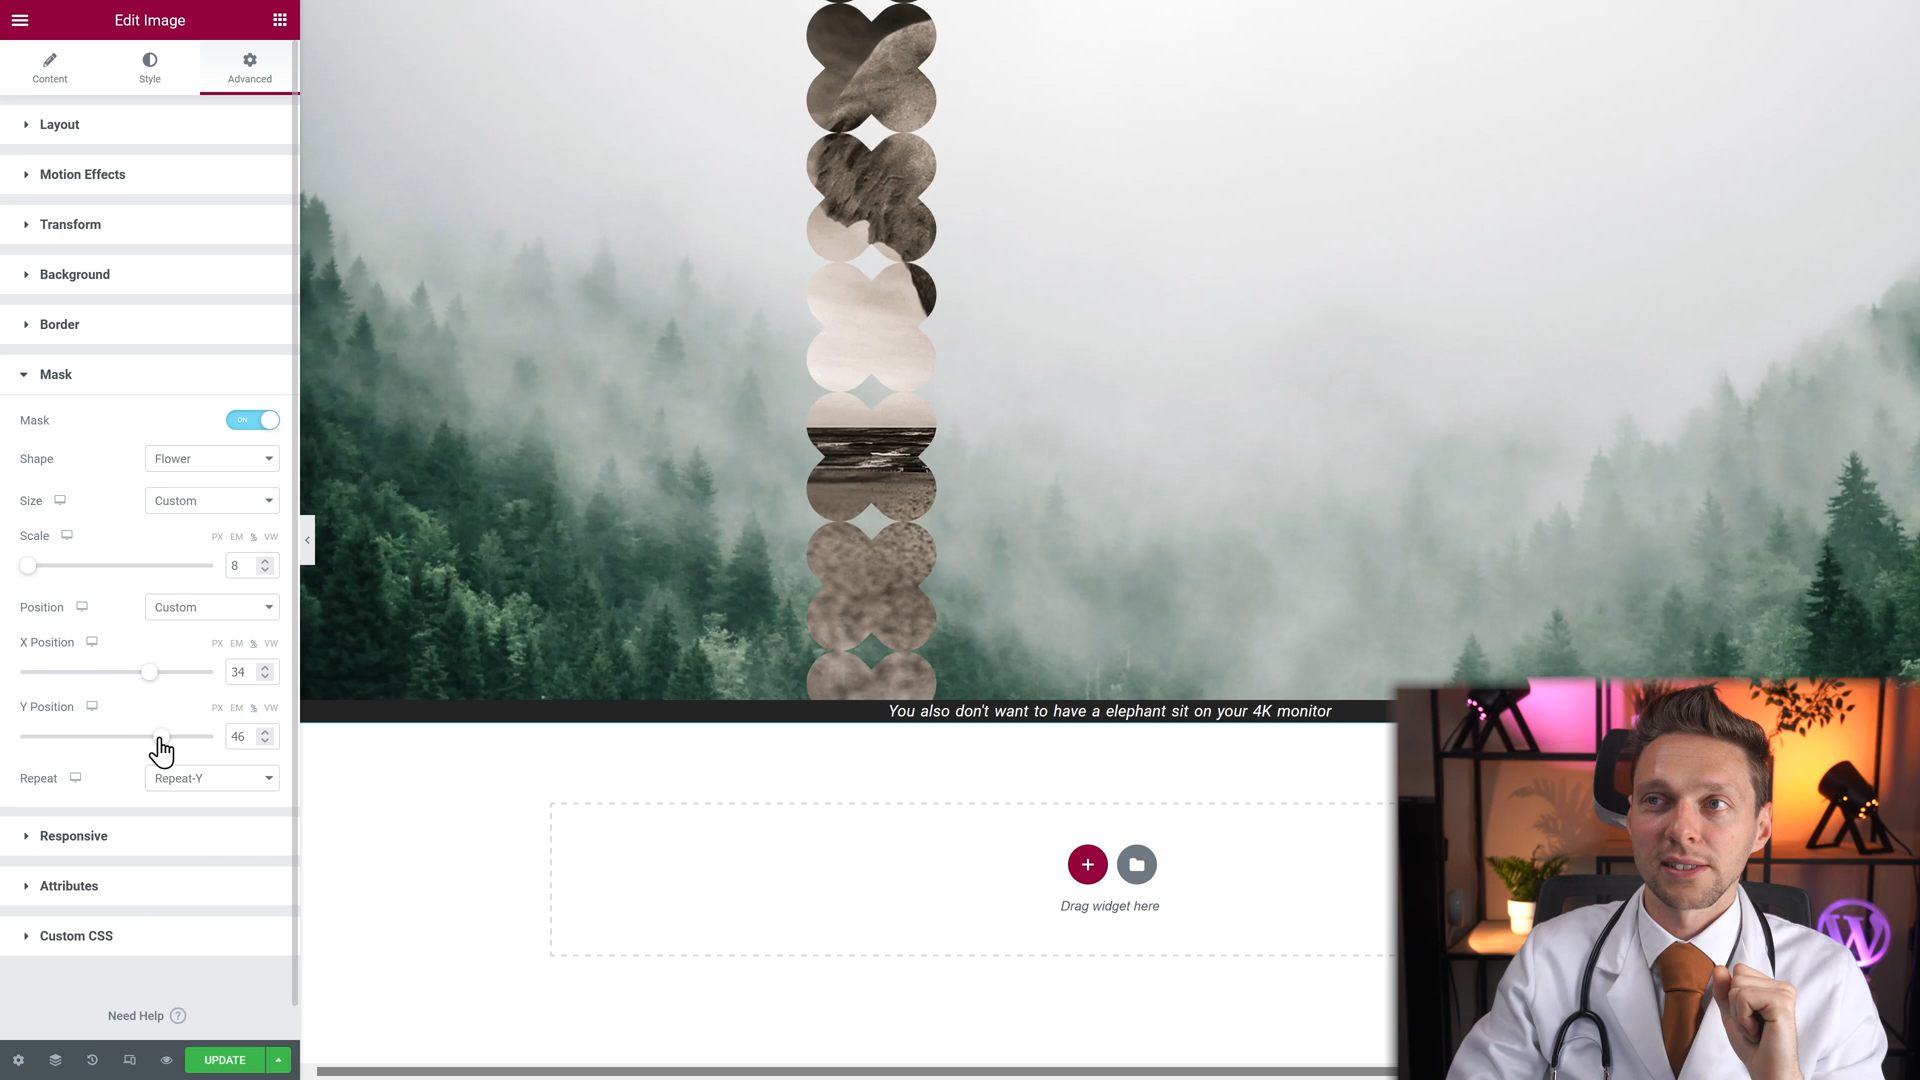 Edit Image
Content
Style
Advanced
Layout
Motion Effects
Transform
Background
Border
Mask
Mask
ON
Shape
Flower
Size
Custom
Scale
PX EM % VW
8
Position
Custom
X Position
PX EM % VW
34
Y Position
PX EM % VW
46
Repeat
Repeat-Y
Responsive
Attributes
Custom CSS
Need Help ?
UPDATE
You also don't want to have a elephant sit on your 4K monitor
Drag widget here